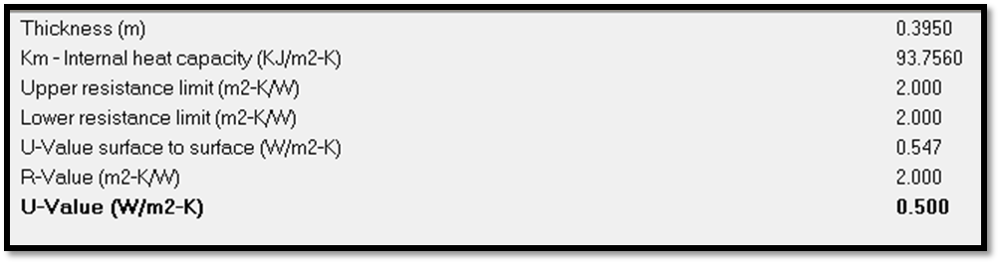 Thickness (m) 0.3950
Km - Internal heat capacity (KJ/m2-K) 93.7560
Upper resistance limit (m2-K/W) 2.000
Lower resistance limit (m2-K/W) 2.000
U-Value surface to surface (W/m2-K) 0.547
R-Value (m2-K/W) 2.000
U-Value (W/m2-K) 0.500